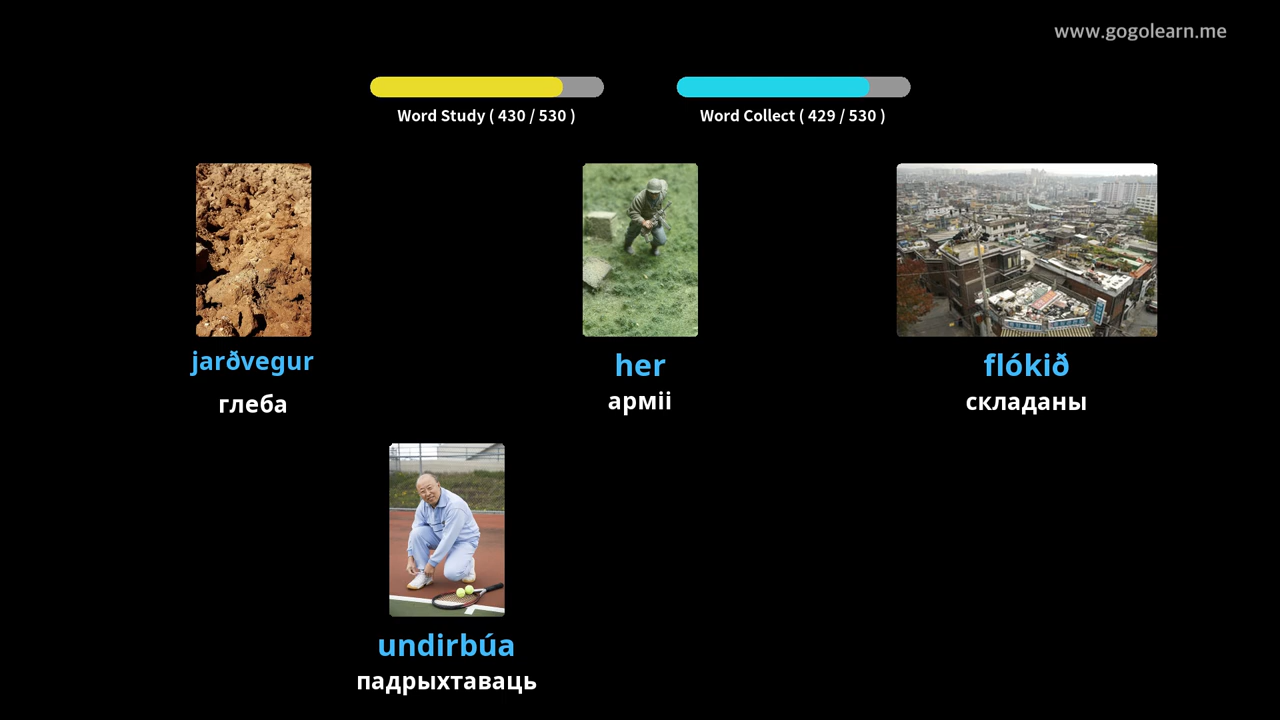 www.gogolearn.me
Word Study ( 430 / 530 )
Word Collect ( 429 / 530 )
jarðvegur
глеба
her
арміі
flókið
складаны
undirbúa
падрыхтаваць